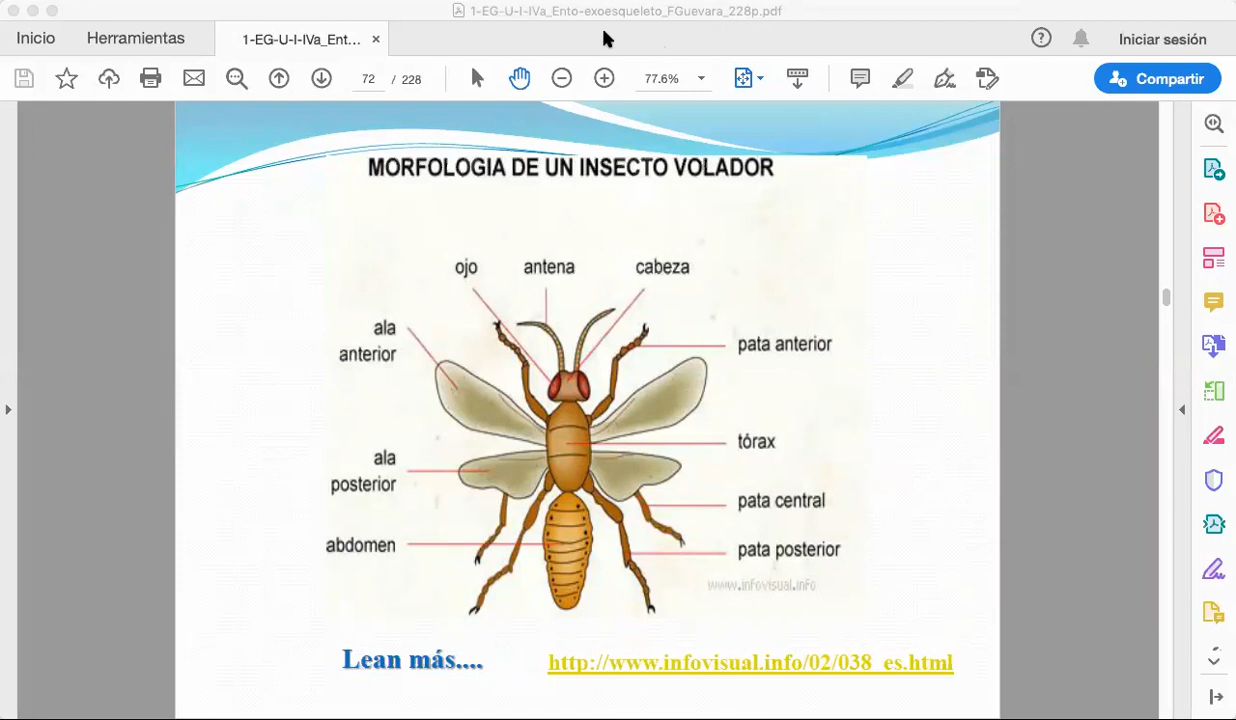 1-EG-U-I-IVa_Ento-exoesqueleto_FGuevara_228p.pdf
Inicio
Herramientas
1-EG-U-I-IVa_Ent...
Iniciar sesión
72 / 228
77.6%
Compartir
MORFOLOGIA DE UN INSECTO VOLADOR
ojo
antena
cabeza
ala
anterior
pata anterior
tórax
ala
posterior
pata central
abdomen
pata posterior
www.infovisual.info
Lean más....
http://www.infovisual.info/02/038_es.html